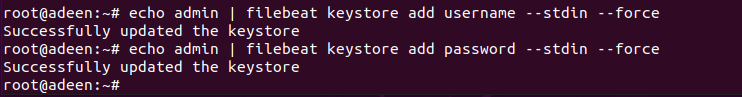 root@adeen:~# echo admin | filebeat keystore add username --stdin --force
Successfully updated the keystore
root@adeen:~# echo admin | filebeat keystore add password --stdin --force
Successfully updated the keystore
root@adeen:~#